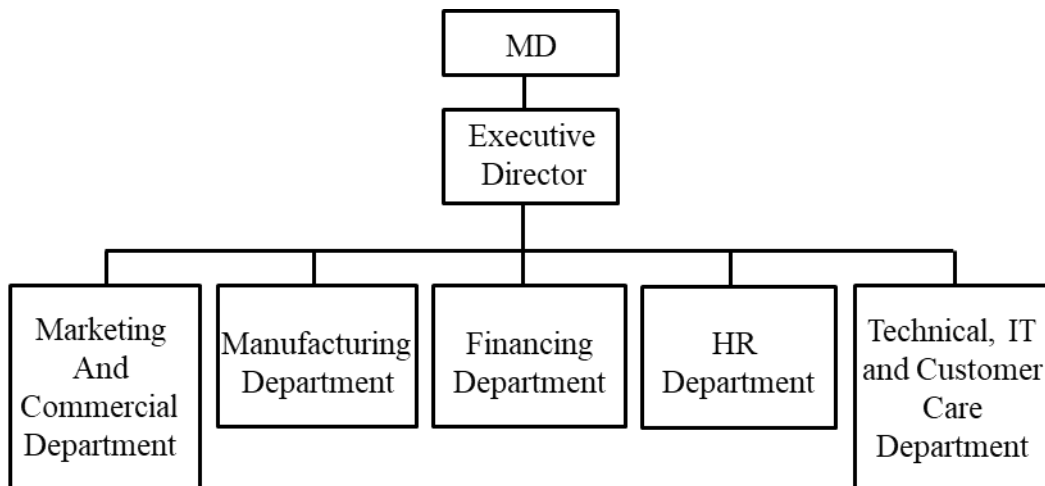 MD
Executive
Director
Marketing
And
Commercial
Department
Manufacturing
Department
Financing
Department
HR
Department
Technical, IT
and Customer
Care
Department